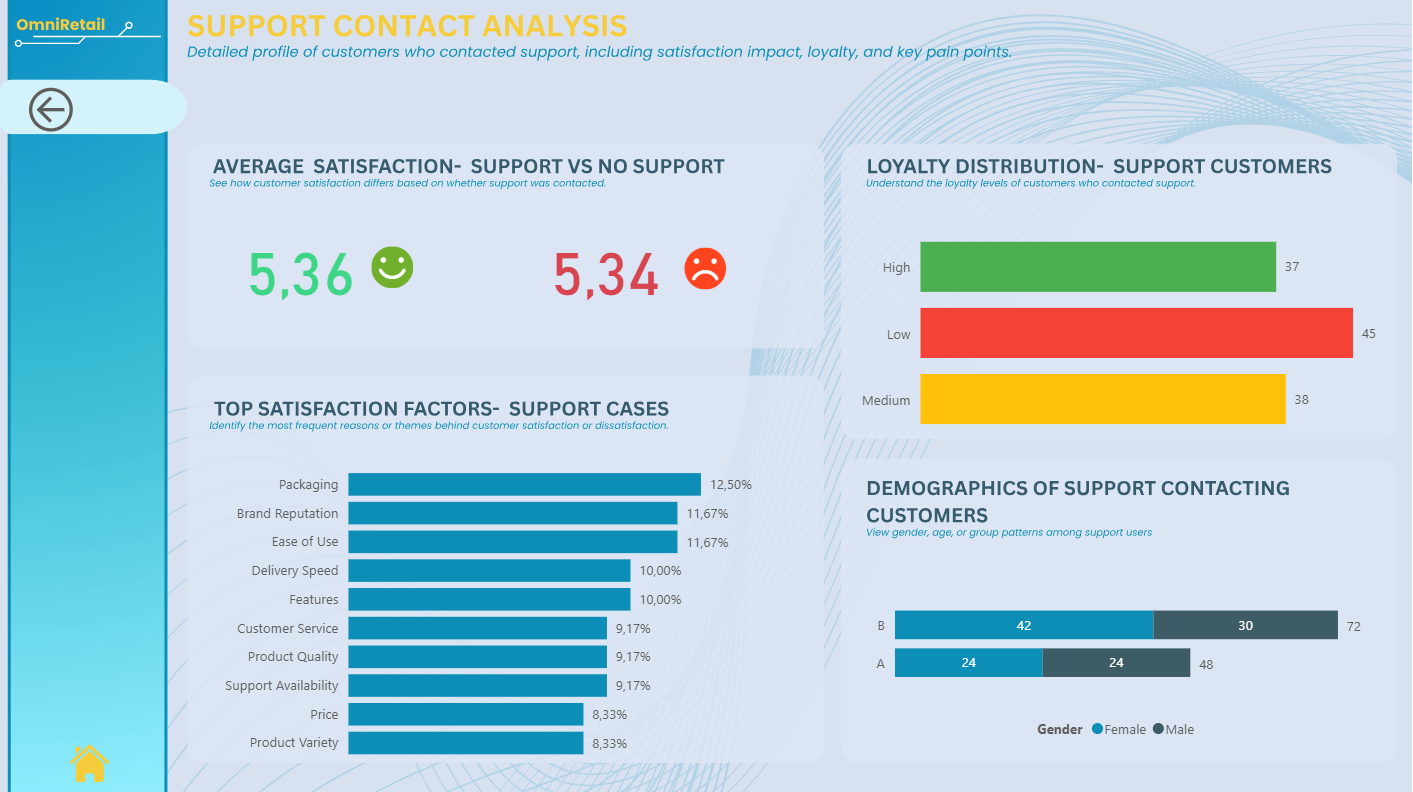 OmniRetail
SUPPORT CONTACT ANALYSIS
Detailed profile of customers who contacted support, including satisfaction impact, loyalty, and key pain points.
AVERAGE SATISFACTION- SUPPORT VS NO SUPPORT
See how customer satisfaction differs based on whether support was contacted.
5,36
5,34
LOYALTY DISTRIBUTION- SUPPORT CUSTOMERS
Understand the loyalty levels of customers who contacted support.
High 37
Low 45
Medium 38
TOP SATISFACTION FACTORS- SUPPORT CASES
Identify the most frequent reasons or themes behind customer satisfaction or dissatisfaction.
Packaging 12,50%
Brand Reputation 11,67%
Ease of Use 11,67%
Delivery Speed 10,00%
Features 10,00%
Customer Service 9,17%
Product Quality 9,17%
Support Availability 9,17%
Price 8,33%
Product Variety 8,33%
DEMOGRAPHICS OF SUPPORT CONTACTING
CUSTOMERS
View gender, age, or group patterns among support users
B 42 30 72
A 24 24 48
Gender Female Male